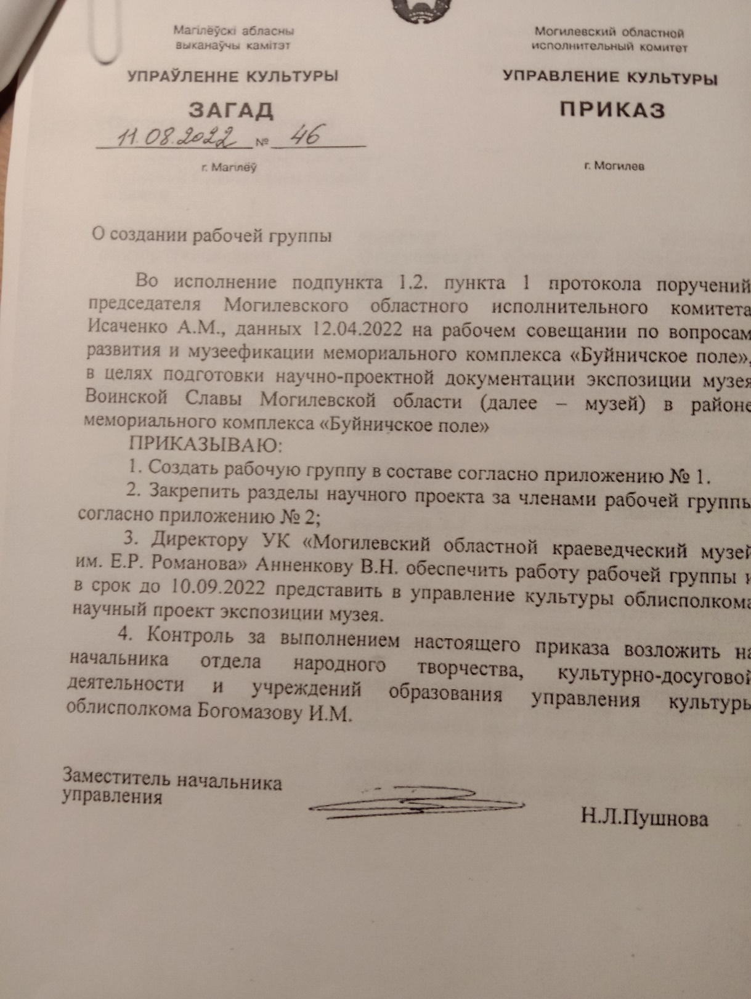 Магілёўскі абласны
выканаўчы камітэт
УПРАЎЛЕННЕ КУЛЬТУРЫ
ЗАГАД
11.08.2022 № 46
г. Магілёў
Могилевский областной
исполнительный комитет
УПРАВЛЕНИЕ КУЛЬТУРЫ
ПРИКАЗ
г. Могилев
О создании рабочей группы
Во исполнение подпункта 1.2. пункта 1 протокола поручений
председателя Могилевского областного исполнительного комитета
Исаченко А.М., данных 12.04.2022 на рабочем совещании по вопросам
развития и музеефикации мемориального комплекса «Буйничское поле»,
в целях подготовки научно-проектной документации экспозиции музея
Воинской Славы Могилевской области (далее – музей) в районе
мемориального комплекса «Буйничское поле»
ПРИКАЗЫВАЮ:
1. Создать рабочую группу в составе согласно приложению № 1.
2. Закрепить разделы научного проекта за членами рабочей группы
согласно приложению № 2;
3. Директору УК «Могилевский областной краеведческий музей
им. Е.Р. Романова» Анненкову В.Н. обеспечить работу рабочей группы и
в срок до 10.09.2022 представить в управление культуры облисполкома
научный проект экспозиции музея.
4. Контроль за выполнением настоящего приказа возложить на
начальника отдела народного творчества, культурно-досуговой
деятельности и учреждений образования управления культуры
облисполкома Богомазову И.М.
Заместитель начальника
управления
Н.Л.Пушнова